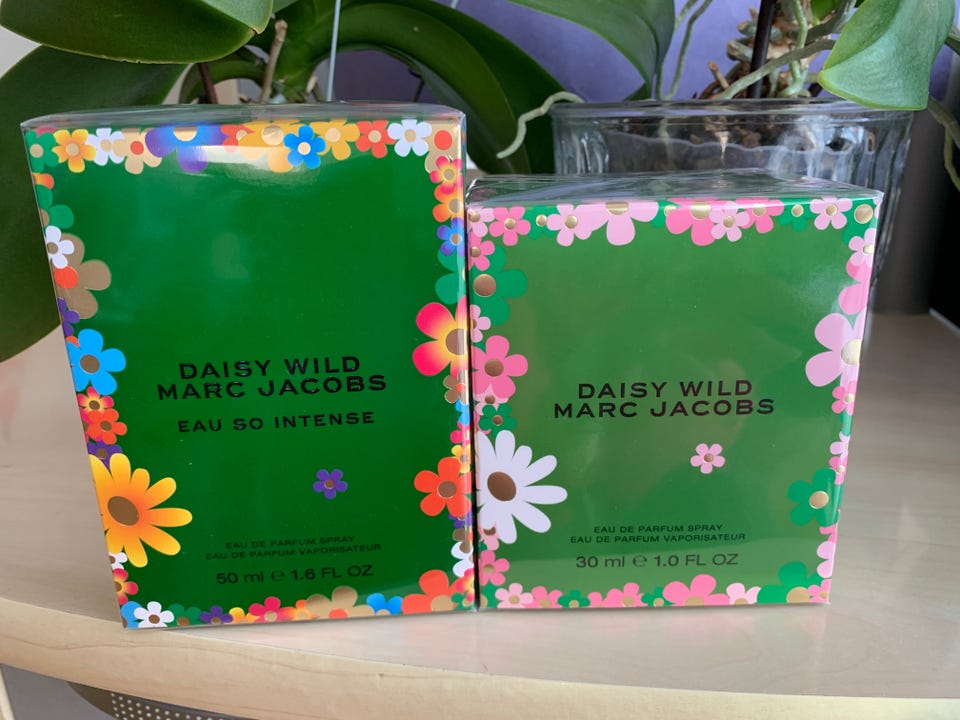 DAISY WILD
MARC JACOBS
EAU SO INTENSE
EAU DE PARFUM SPRAY
EAU DE PARFUM VAPORISATEUR
50 ml ℮ 1.6 FL OZ
DAISY WILD
MARC JACOBS
EAU DE PARFUM SPRAY
EAU DE PARFUM VAPORISATEUR
30 ml ℮ 1.0 FL OZ